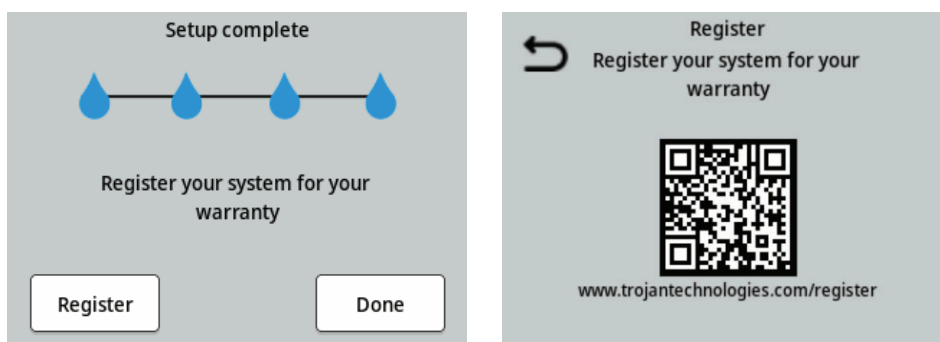 Setup complete
Register your system for your
warranty
Register
Done
Register
Register your system for your
warranty
www.trojantechnologies.com/register